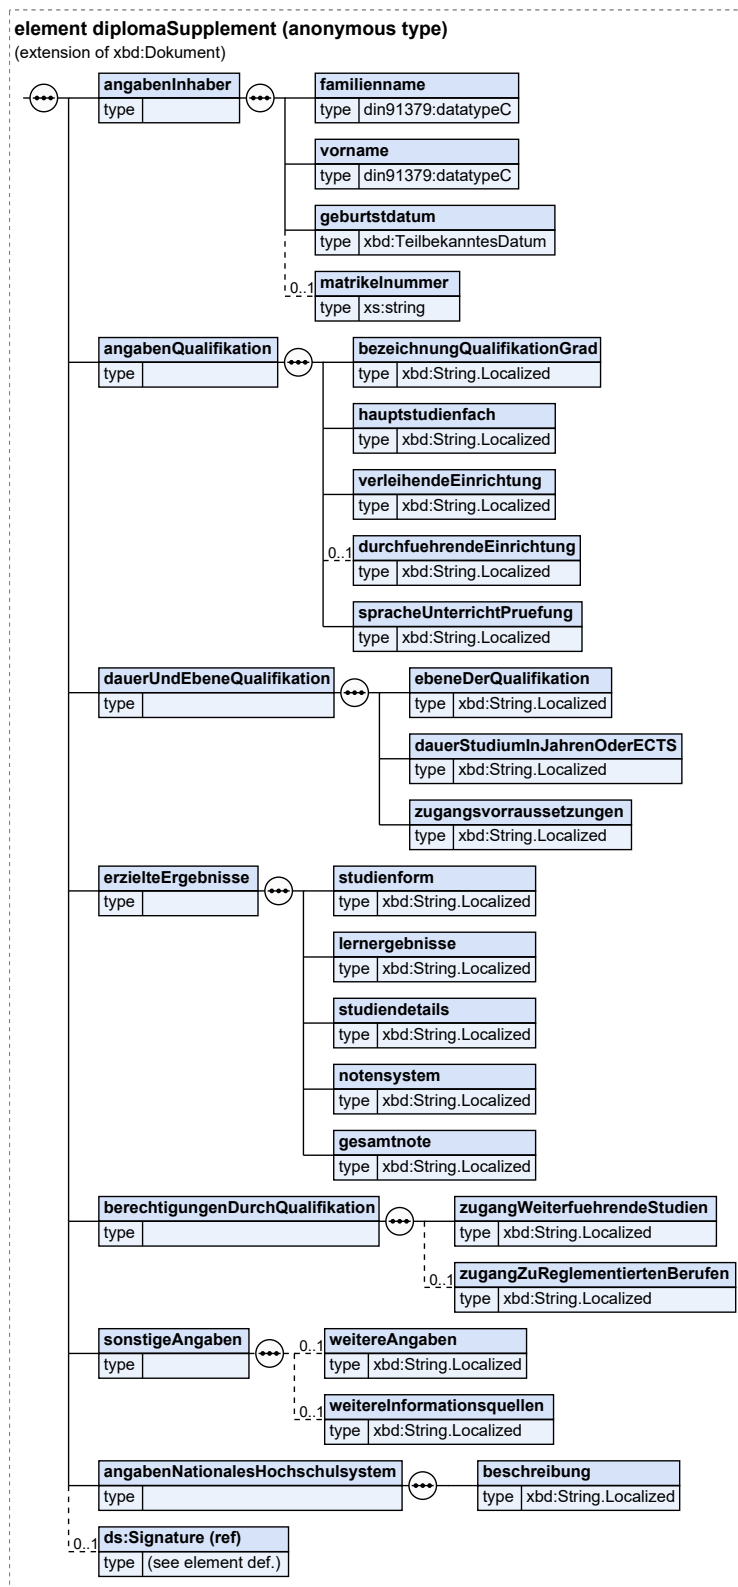 element diplomaSupplement (anonymous type)
(extension of xbd:Dokument)
angabenInhaber
type
familienname
type din91379:datatypeC
vorname
type din91379:datatypeC
geburtstdatum
type xbd:TeilbekanntesDatum
0..1
matrikelnummer
type xs:string
angabenQualifikation
type
bezeichnungQualifikationGrad
type xbd:String.Localized
hauptstudienfach
type xbd:String.Localized
verleihendeEinrichtung
type xbd:String.Localized
0..1
durchfuehrendeEinrichtung
type xbd:String.Localized
spracheUnterrichtPruefung
type xbd:String.Localized
dauerUndEbeneQualifikation
type
ebeneDerQualifikation
type xbd:String.Localized
dauerStudiumInJahrenOderECTS
type xbd:String.Localized
zugangsvorraussetzungen
type xbd:String.Localized
erzielteErgebnisse
type
studienform
type xbd:String.Localized
lernergebnisse
type xbd:String.Localized
studiendetails
type xbd:String.Localized
notensystem
type xbd:String.Localized
gesamtnote
type xbd:String.Localized
berechtigungenDurchQualifikation
type
zugangWeiterfuehrendeStudien
type xbd:String.Localized
0..1
zugangZuReglementiertenBerufen
type xbd:String.Localized
sonstigeAngaben
type
0..1
weitereAngaben
type xbd:String.Localized
0..1
weitereInformationsquellen
type xbd:String.Localized
angabenNationalesHochschulsystem
type
beschreibung
type xbd:String.Localized
0..1
ds:Signature (ref)
type (see element def.)